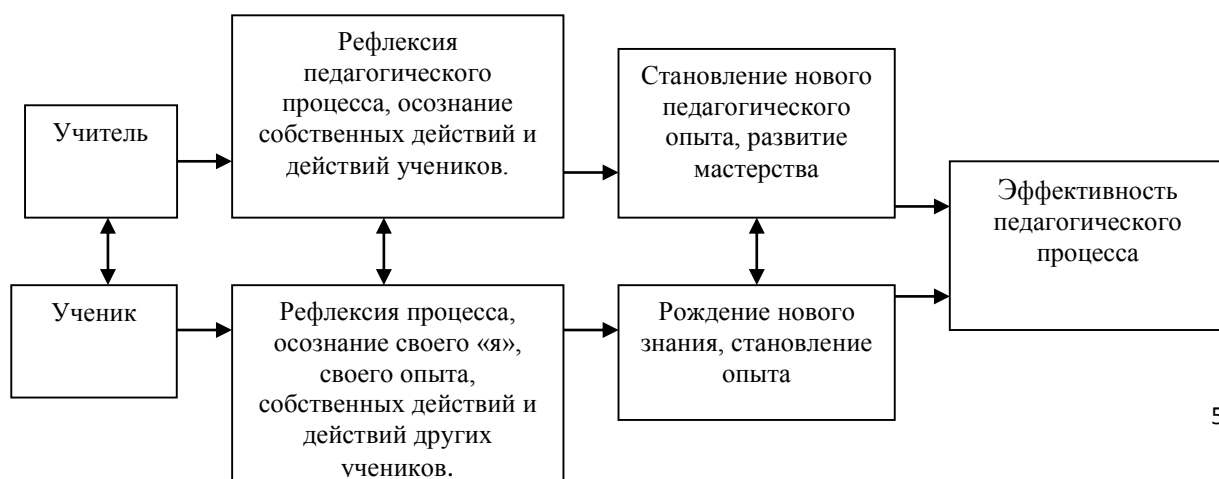 Учитель
Рефлексия
педагогического
процесса, осознание
собственных действий и
действий учеников.
Становление нового
педагогического
опыта, развитие
мастерства
Эффективность
педагогического
процесса
Ученик
Рефлексия процесса,
осознание своего «я»,
своего опыта,
собственных действий и
действий других
учеников.
Рождение нового
знания, становление
опыта
5